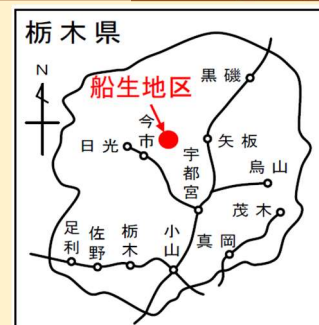 栃木県
N
黒磯
船生地区
今市
日光
宇都宮
矢板
烏山
茂木
足利
佐野
栃木
小山
真岡